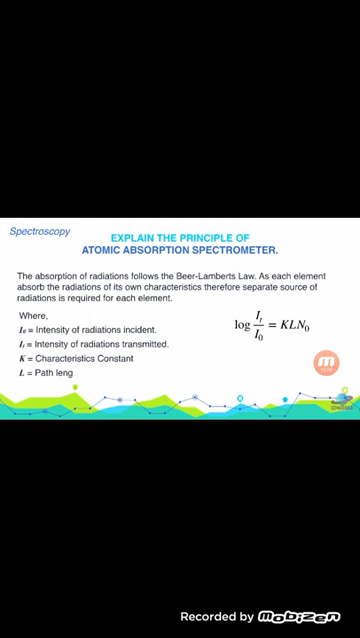 Spectroscopy
EXPLAIN THE PRINCIPLE OF
ATOMIC ABSORPTION SPECTROMETER.
The absorption of radiations follows the Beer-Lamberts Law. As each element
absorb the radiations of its own characteristics therefore separate source of
radiations is required for each element.
Where,
I₀ = Intensity of radiations incident.
Iₜ = Intensity of radiations transmitted.
K = Characteristics Constant
L = Path leng
log Iₜ/I₀ = KLN₀
Recorded by Mobizen